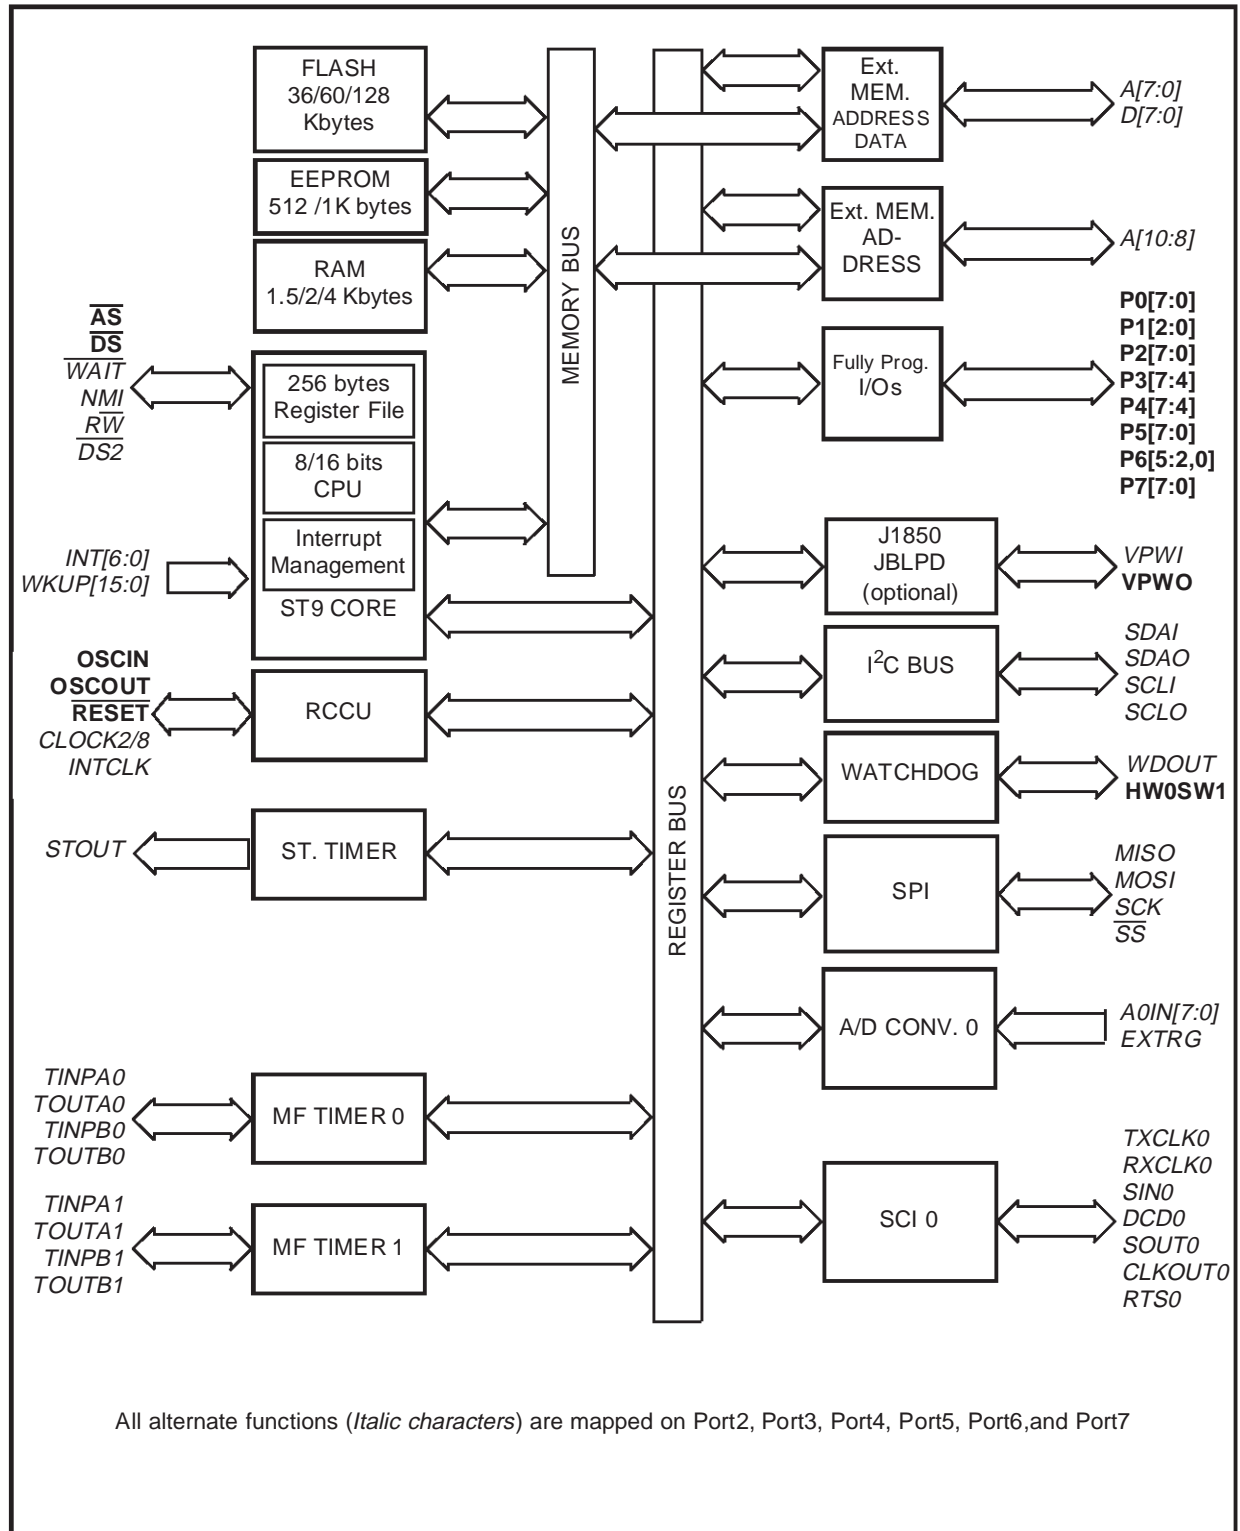 FLASH
36/60/128
Kbytes
EEPROM
512 /1K bytes
RAM
1.5/2/4 Kbytes
AS
DS
WAIT
NMI
RW
DS2
256 bytes
Register File
8/16 bits
CPU
Interrupt
Management
ST9 CORE
INT[6:0]
WKUP[15:0]
OSCIN
OSCOUT
RESET
CLOCK2/8
INTCLK
RCCU
STOUT
ST. TIMER
TINPA0
TOUTA0
TINPB0
TOUTB0
MF TIMER 0
TINPA1
TOUTA1
TINPB1
TOUTB1
MF TIMER 1
MEMORY BUS
REGISTER BUS
Ext.
MEM.
ADDRESS
DATA
A[7:0]
D[7:0]
Ext. MEM.
AD-
DRESS
A[10:8]
Fully Prog.
I/Os
P0[7:0]
P1[2:0]
P2[7:0]
P3[7:4]
P4[7:4]
P5[7:0]
P6[5:2,0]
P7[7:0]
J1850
JBLPD
(optional)
VPWI
VPWO
I2C BUS
SDAI
SDAO
SCLI
SCLO
WATCHDOG
WDOUT
HW0SW1
SPI
MISO
MOSI
SCK
SS
A/D CONV. 0
A0IN[7:0]
EXTRG
SCI 0
TXCLK0
RXCLK0
SIN0
DCD0
SOUT0
CLKOUT0
RTS0
All alternate functions (Italic characters) are mapped on Port2, Port3, Port4, Port5, Port6,and Port7